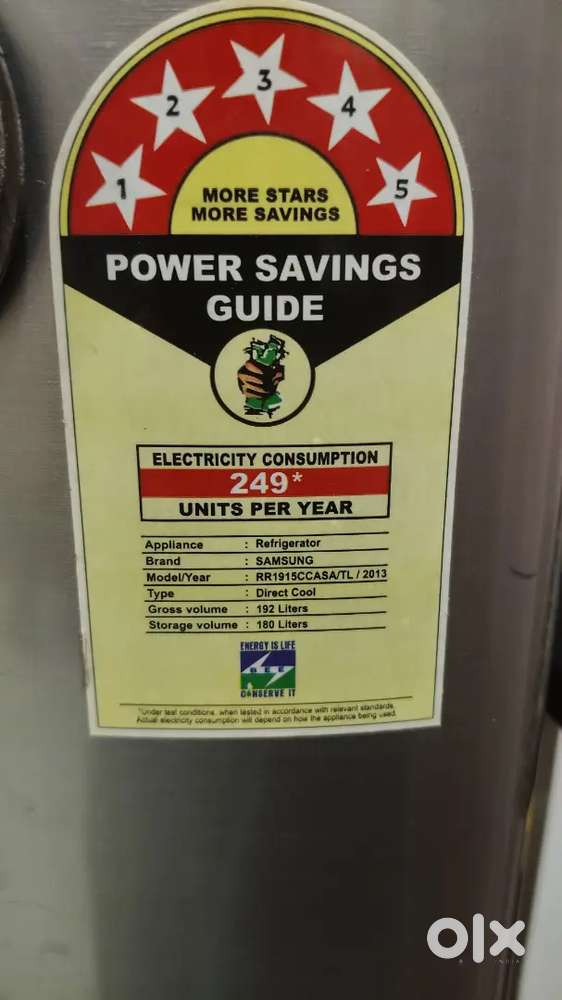 1 2 3 4 5
MORE STARS
MORE SAVINGS
POWER SAVINGS
GUIDE
ELECTRICITY CONSUMPTION
249*
UNITS PER YEAR
Appliance : Refrigerator
Brand : SAMSUNG
Model/Year : RR1915CCASA/TL / 2013
Type : Direct Cool
Gross volume : 192 Liters
Storage volume : 180 Liters
ENERGY IS LIFE
BEE
CONSERVE IT
*Under test conditions, when tested in accordance with relevant standards.
Actual electricity consumption will depend on how the appliance being used.
olx
INDIA